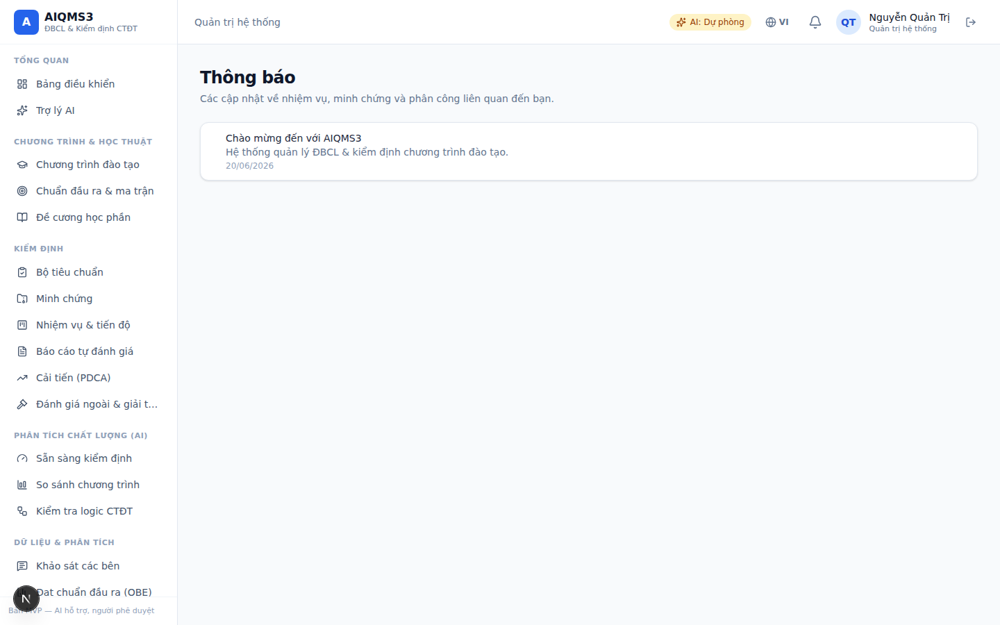 A
AIQMS3
ĐBCL & Kiểm định CTĐT
Quản trị hệ thống
AI: Dự phòng
VI
QT
Nguyễn Quản Trị
Quản trị hệ thống
TỔNG QUAN
Bảng điều khiển
Trợ lý AI
CHƯƠNG TRÌNH & HỌC THUẬT
Chương trình đào tạo
Chuẩn đầu ra & ma trận
Đề cương học phần
KIỂM ĐỊNH
Bộ tiêu chuẩn
Minh chứng
Nhiệm vụ & tiến độ
Báo cáo tự đánh giá
Cải tiến (PDCA)
Đánh giá ngoài & giải t...
PHÂN TÍCH CHẤT LƯỢNG (AI)
Sẵn sàng kiểm định
So sánh chương trình
Kiểm tra logic CTĐT
DỮ LIỆU & PHÂN TÍCH
Khảo sát các bên
Đạt chuẩn đầu ra (OBE)
N
— AI hỗ trợ, người phê duyệt
Thông báo
Các cập nhật về nhiệm vụ, minh chứng và phân công liên quan đến bạn.
Chào mừng đến với AIQMS3
Hệ thống quản lý ĐBCL & kiểm định chương trình đào tạo.
20/06/2026